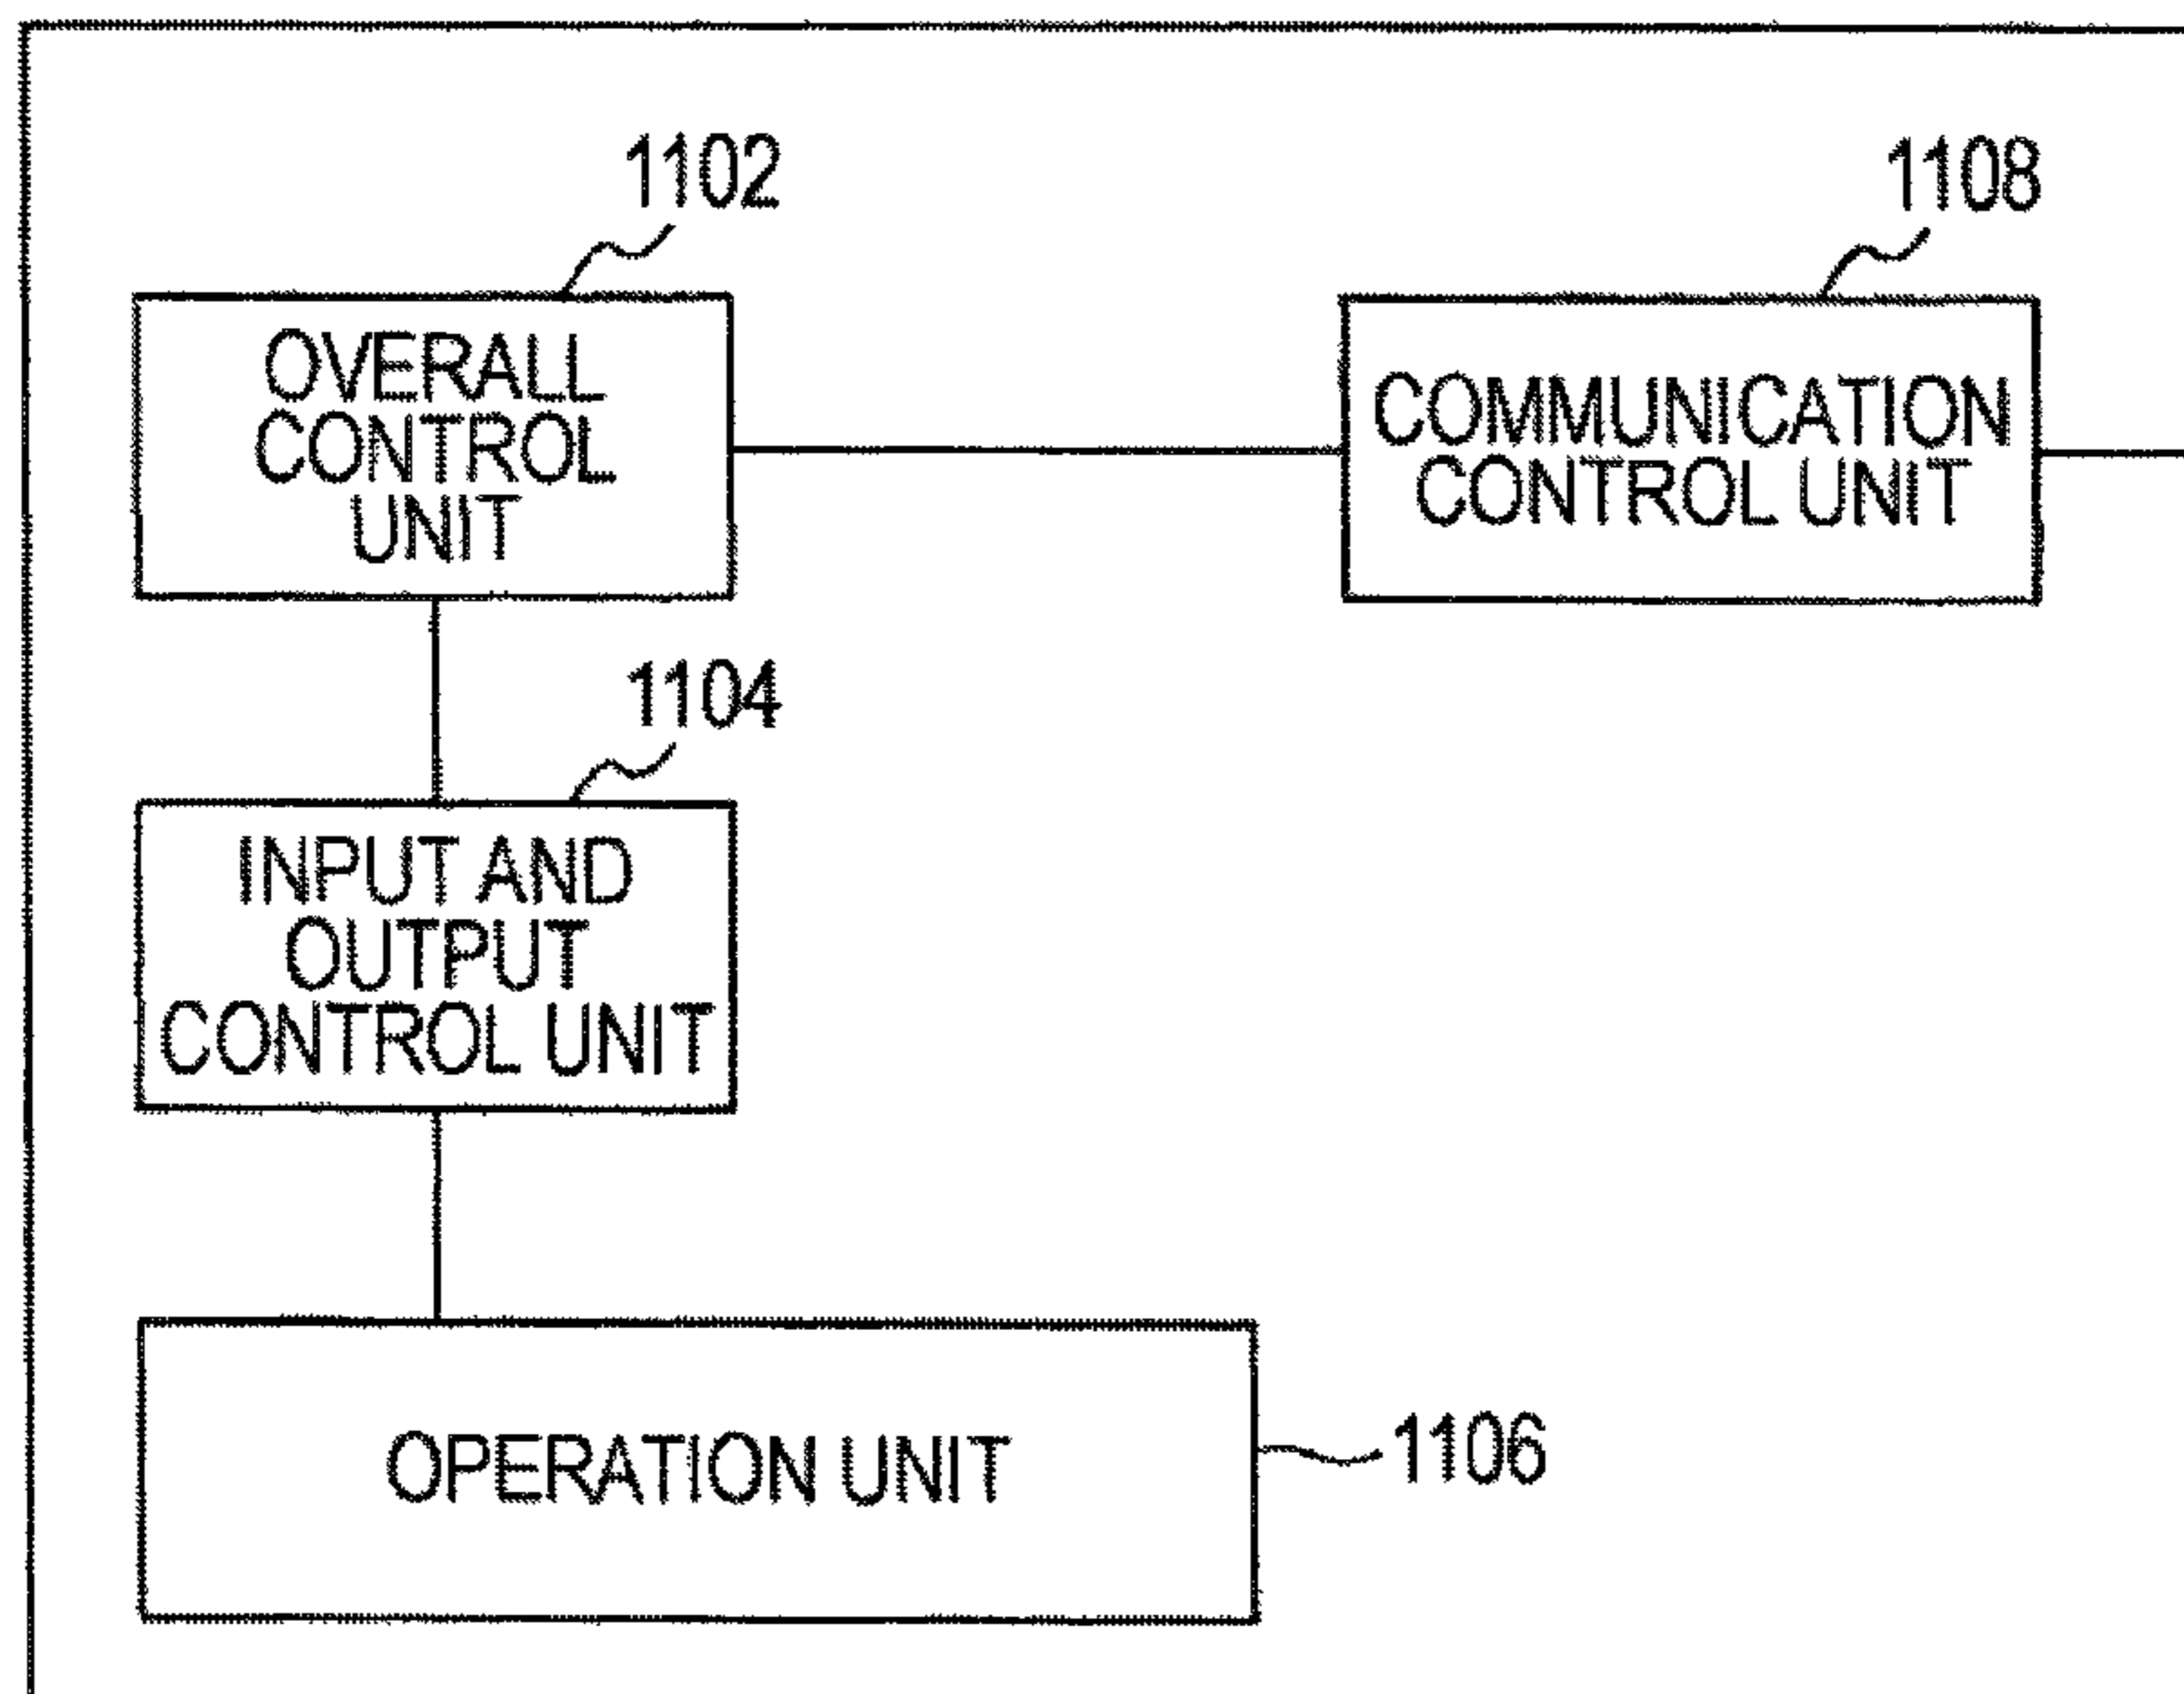 1102
OVERALL
CONTROL
UNIT
1108
COMMUNICATION
CONTROL UNIT
1104
INPUT AND
OUTPUT
CONTROL UNIT
OPERATION UNIT
1106